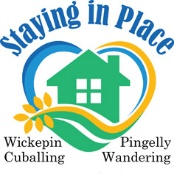 Staying in Place
Wickepin Pingelly
Cuballing Wandering